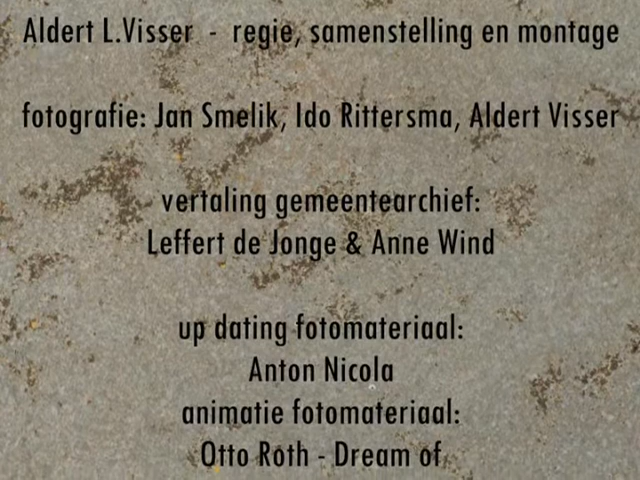 Aldert L.Visser - regie, samenstelling en montage
fotografie: Jan Smelik, Ido Rittersma, Aldert Visser
vertaling gemeentearchief:
Leffert de Jonge & Anne Wind
up dating fotomateriaal:
Anton Nicola
animatie fotomateriaal:
Otto Roth - Dream of